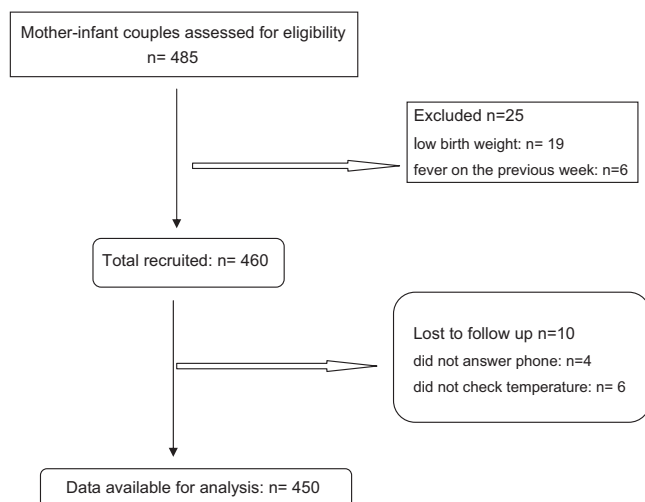 Mother-infant couples assessed for eligibility
n= 485
Excluded n=25
low birth weight: n= 19
fever on the previous week: n=6
Total recruited: n= 460
Lost to follow up n=10
did not answer phone: n=4
did not check temperature: n= 6
Data available for analysis: n= 450